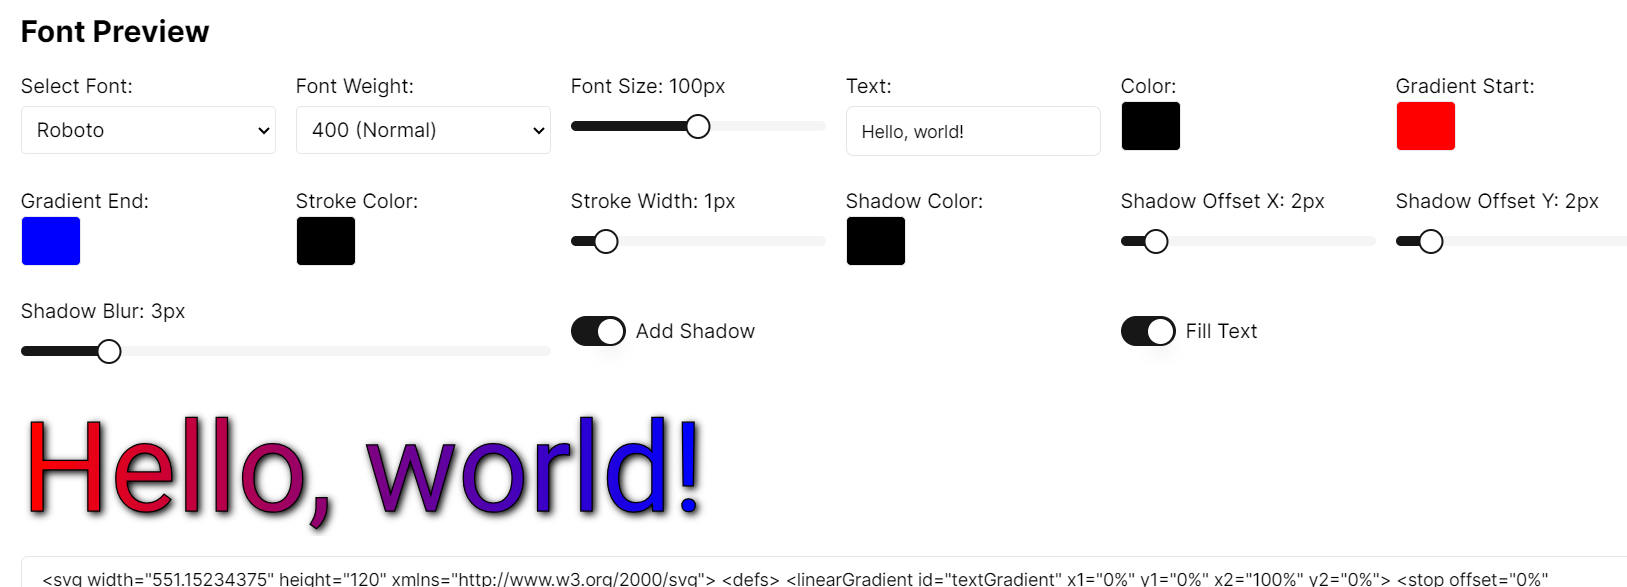 Font Preview
Select Font: Font Weight: Font Size: 100px Text: Color: Gradient Start:
Roboto 400 (Normal) Hello, world!
Gradient End: Stroke Color: Stroke Width: 1px Shadow Color: Shadow Offset X: 2px Shadow Offset Y: 2px
Shadow Blur: 3px
Add Shadow Fill Text
Hello, world!
<svg width="551.15234375" height="120" xmlns="http://www.w3.org/2000/svg"> <defs> <linearGradient id="textGradient" x1="0%" y1="0%" x2="100%" y2="0%"> <stop offset="0%"